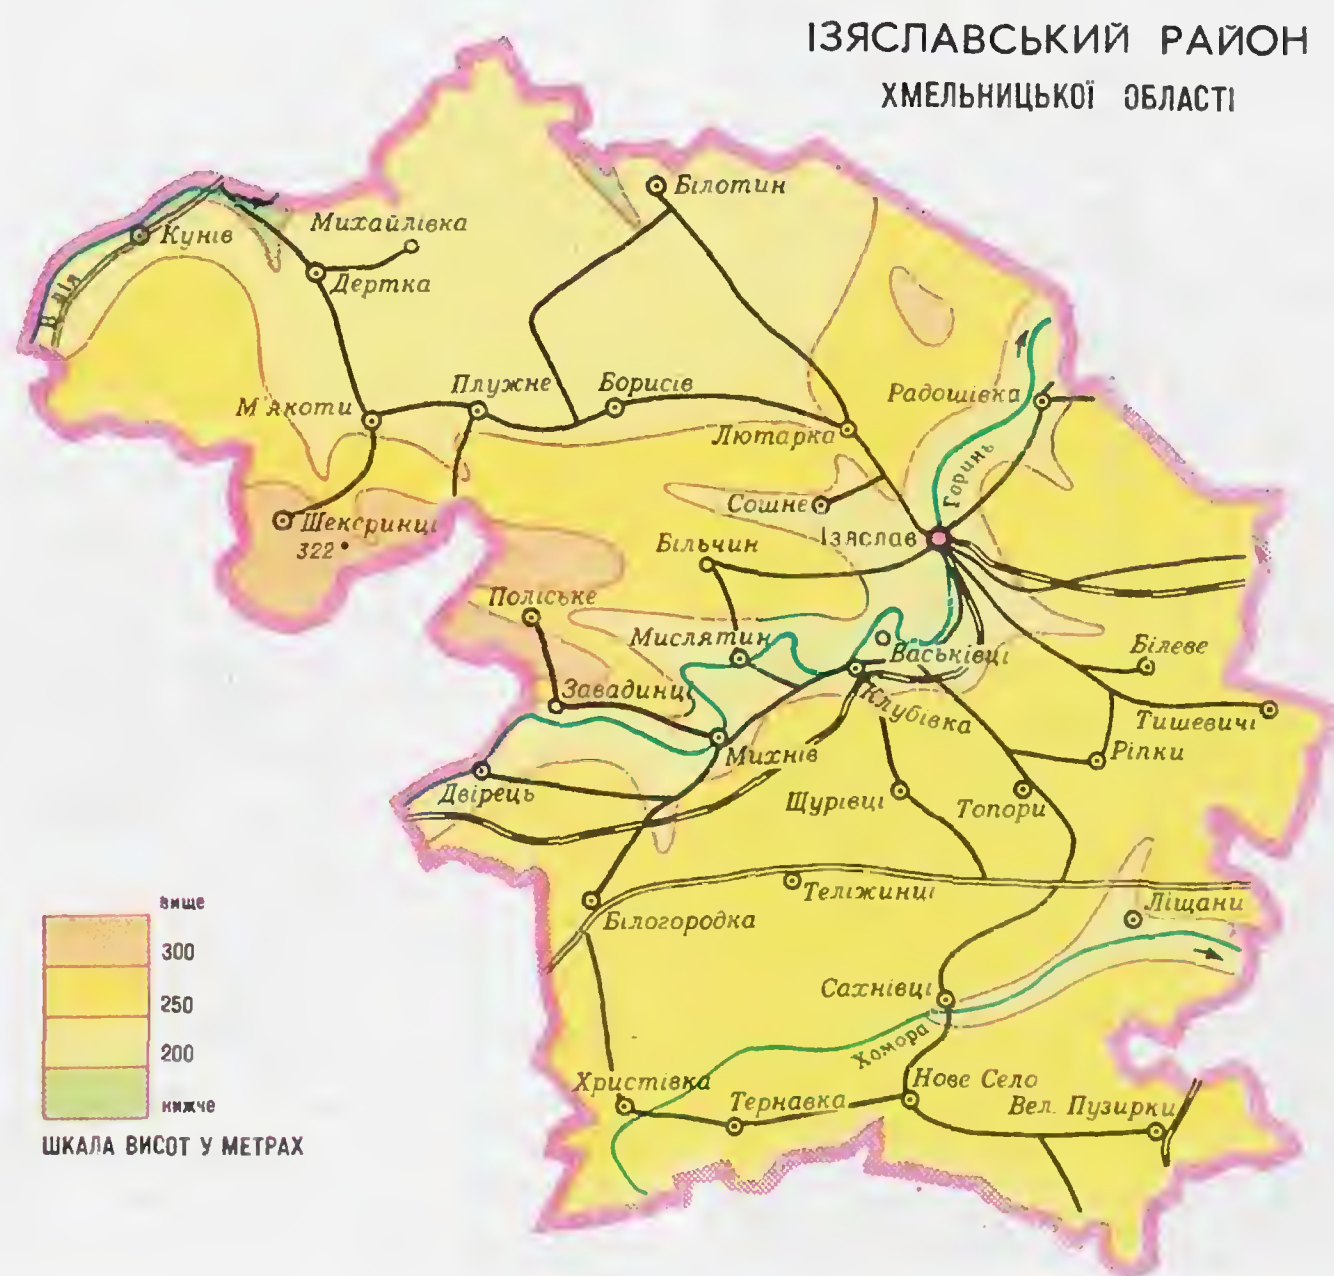 ІЗЯСЛАВСЬКИЙ РАЙОН
ХМЕЛЬНИЦЬКОЇ ОБЛАСТІ
Білотин
Михайлівка
Кунів
Дертка
Плужне
Борисів
Радошівка
М'якоти
Лютарка
Горинь
Сошне
Шекеринці
322
Ізяслав
Більчин
Поліське
Мислятин
Васьківці
Білеве
Завадинці
Клубівка
Тишевичі
Михнів
Ріпки
Двірець
Щурівці
Топори
Теліжинці
Ліщани
Білогородка
вище
300
250
200
нижче
ШКАЛА ВИСОТ У МЕТРАХ
Сахнівці
Хомора
Христівка
Тернавка
Нове Село
Вел. Пузирки